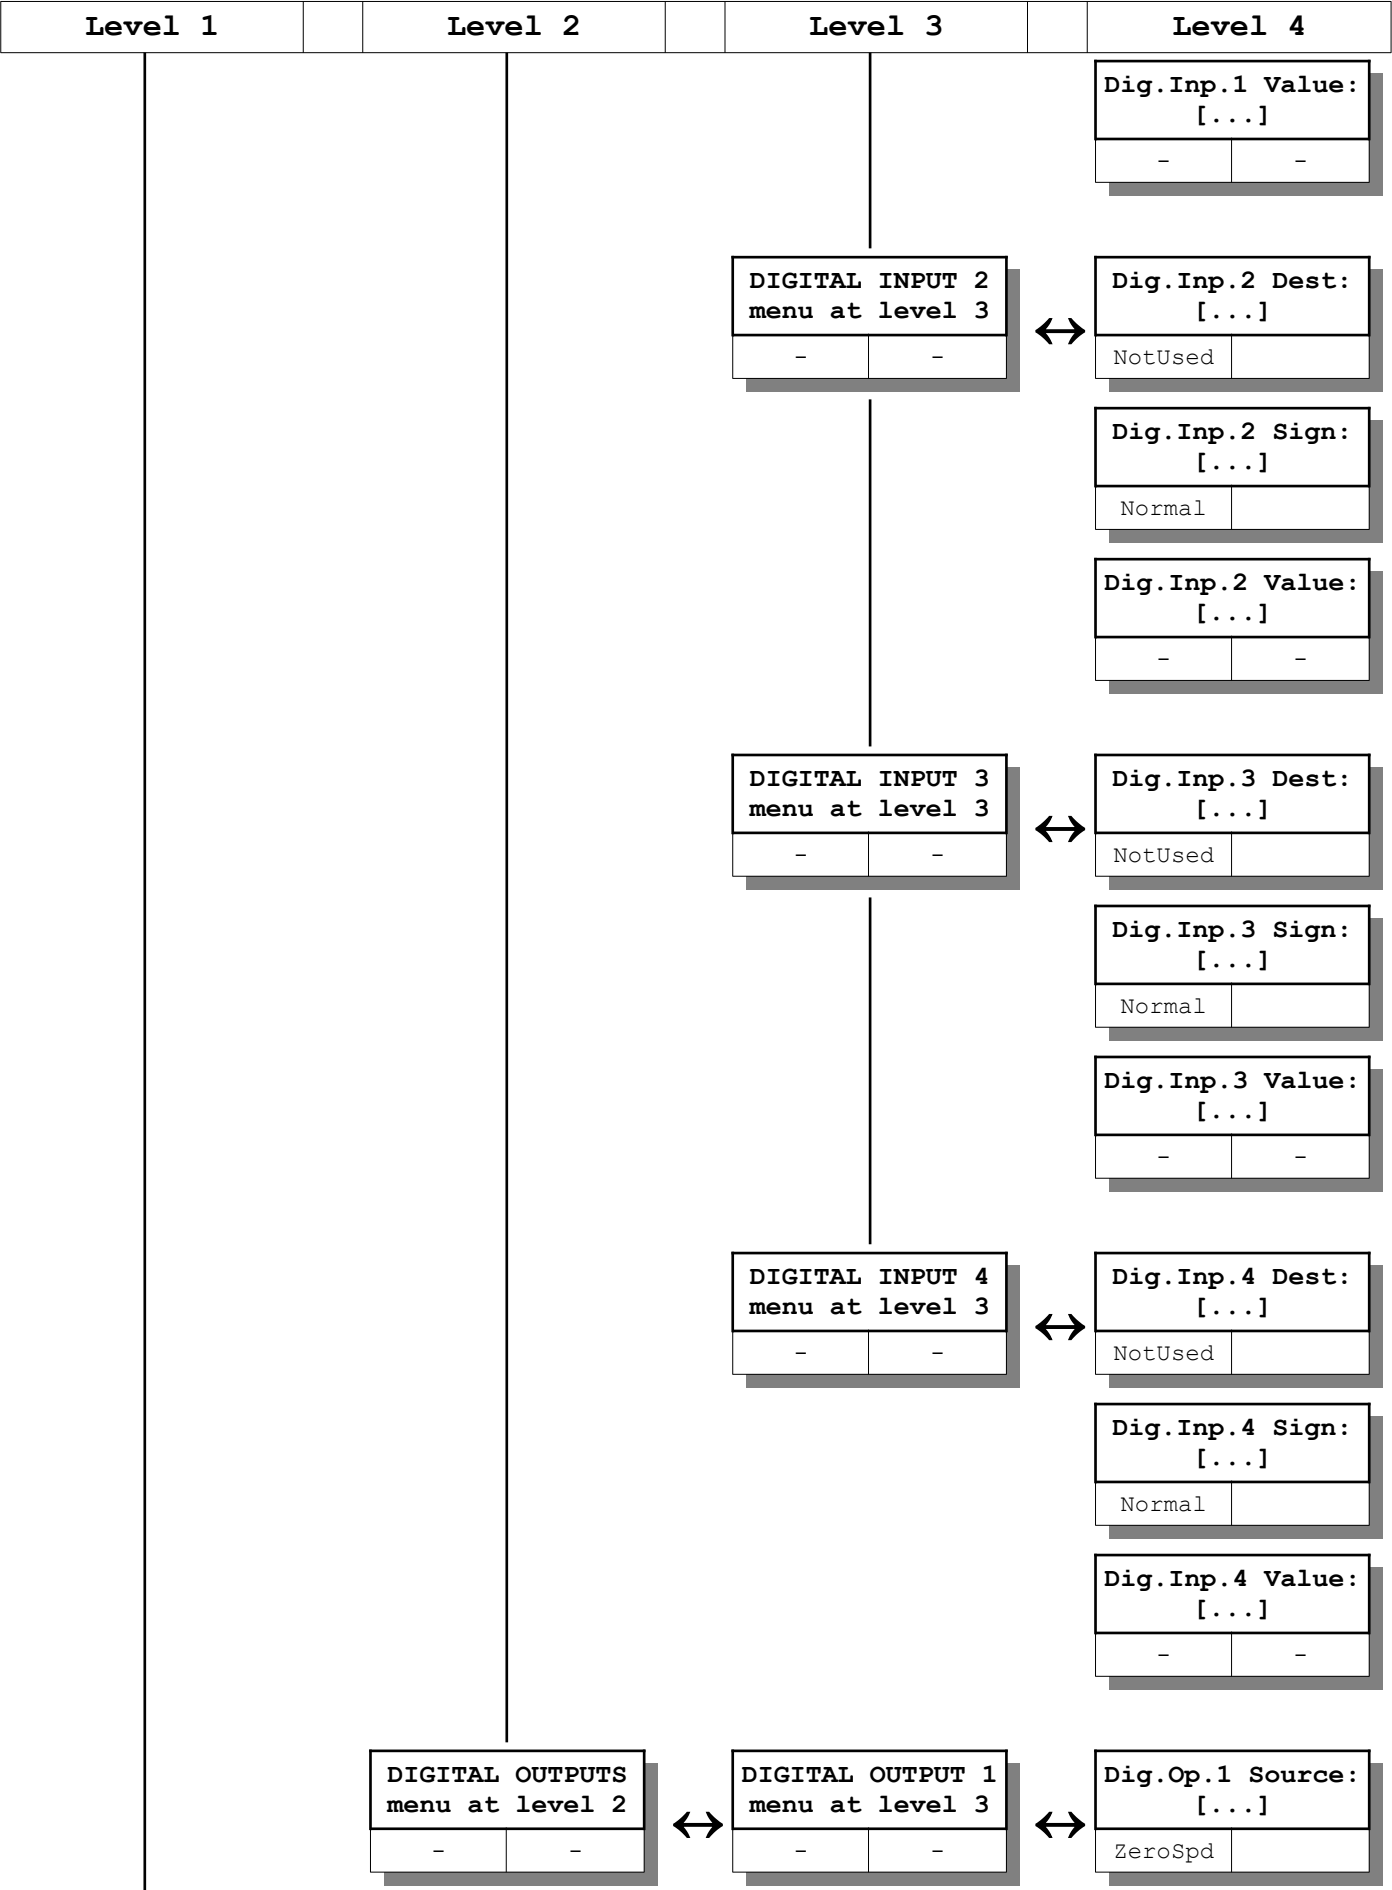 Level 1 Level 2 Level 3 Level 4
Dig.Inp.1 Value:
[...]
- -
DIGITAL INPUT 2
menu at level 3
- -
Dig.Inp.2 Dest:
[...]
NotUsed
Dig.Inp.2 Sign:
[...]
Normal
Dig.Inp.2 Value:
[...]
- -
DIGITAL INPUT 3
menu at level 3
- -
Dig.Inp.3 Dest:
[...]
NotUsed
Dig.Inp.3 Sign:
[...]
Normal
Dig.Inp.3 Value:
[...]
- -
DIGITAL INPUT 4
menu at level 3
- -
Dig.Inp.4 Dest:
[...]
NotUsed
Dig.Inp.4 Sign:
[...]
Normal
Dig.Inp.4 Value:
[...]
- -
DIGITAL OUTPUTS
menu at level 2
- -
DIGITAL OUTPUT 1
menu at level 3
- -
Dig.Op.1 Source:
[...]
ZeroSpd